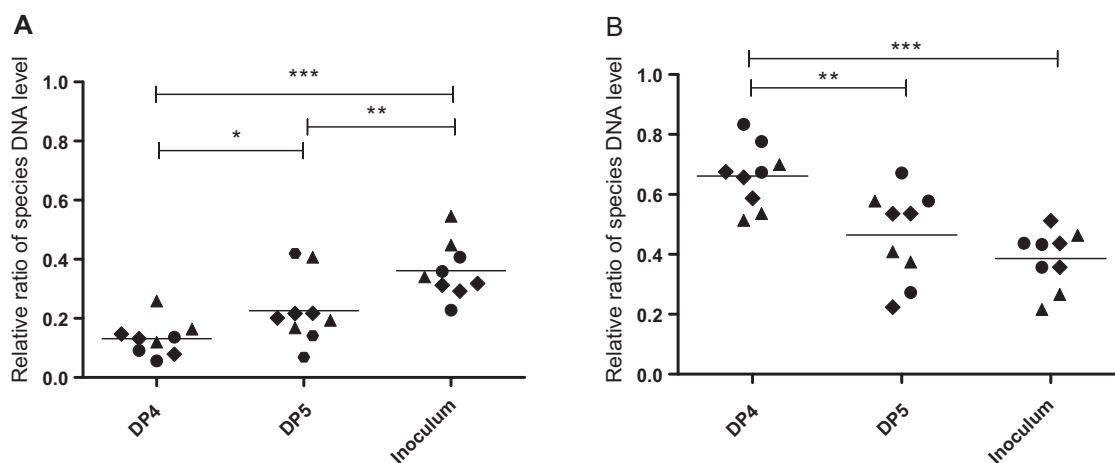 A
Relative ratio of species DNA level
1.0
0.8
0.6
0.4
0.2
0.0
***
**
*
DP4
DP5
Inoculum
B
Relative ratio of species DNA level
1.0
0.8
0.6
0.4
0.2
0.0
***
**
DP4
DP5
Inoculum